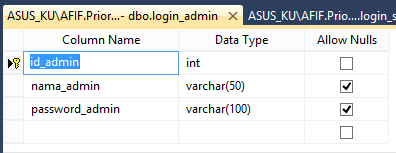 ASUS_KU\AFIF.Prior...- dbo.login_admin
ASUS_KU\AFIF.Prio....login_s
Column Name Data Type Allow Nulls
id_admin int
nama_admin varchar(50)
password_admin varchar(100)